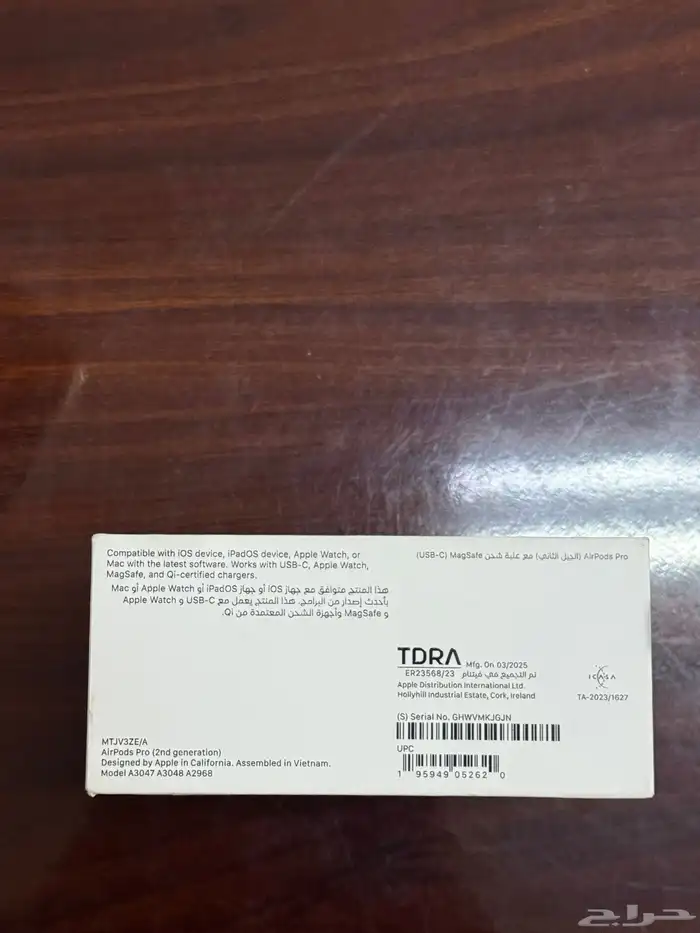 Compatible with iOS device, iPadOS device, Apple Watch, or
Mac with the latest software. Works with USB-C, Apple Watch,
MagSafe, and Qi-certified chargers.
هذا المنتج متوافق مع جهاز iOS أو جهاز iPadOS أو Apple Watch أو Mac
بأحدث إصدار من البرامج. هذا المنتج يعمل مع USB-C و Apple Watch
و MagSafe وأجهزة الشحن المعتمدة من Qi.
MTJV3ZE/A
AirPods Pro (2nd generation)
Designed by Apple in California. Assembled in Vietnam.
Model A3047 A3048 A2968
AirPods Pro (الجيل الثاني) مع علبة شحن MagSafe (USB-C)
TDRA Mfg. On 03/2025
ER23568/23 تم التجميع في فيتنام
Apple Distribution International Ltd.
Hollyhill Industrial Estate, Cork, Ireland
ICASA
TA-2023/1627
(S) Serial No. GHWVMKJGJN
UPC
1 95949 05262 0
حراج